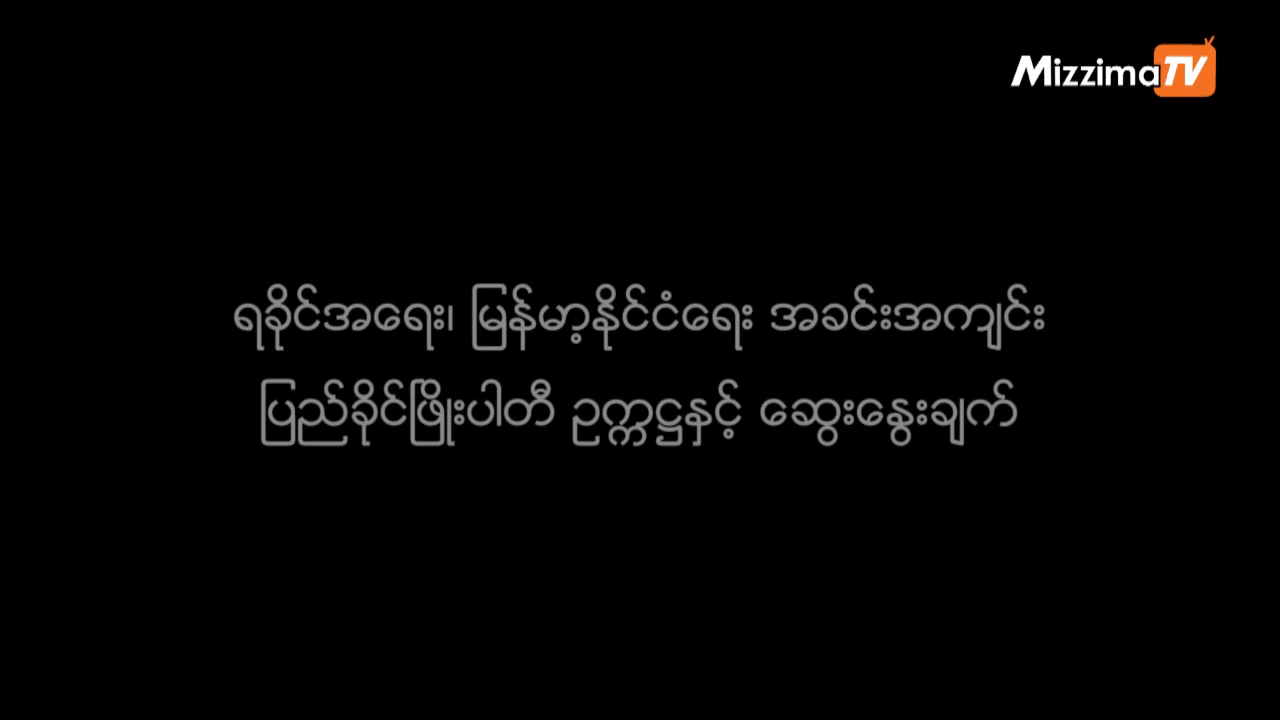 MizzimaTV
ရခိုင်အရေး၊ မြန်မာ့နိုင်ငံရေး အခင်းအကျင်း
ပြည်ခိုင်ဖြိုးပါတီ ဥက္ကဋ္ဌနှင့် ဆွေးနွေးချက်